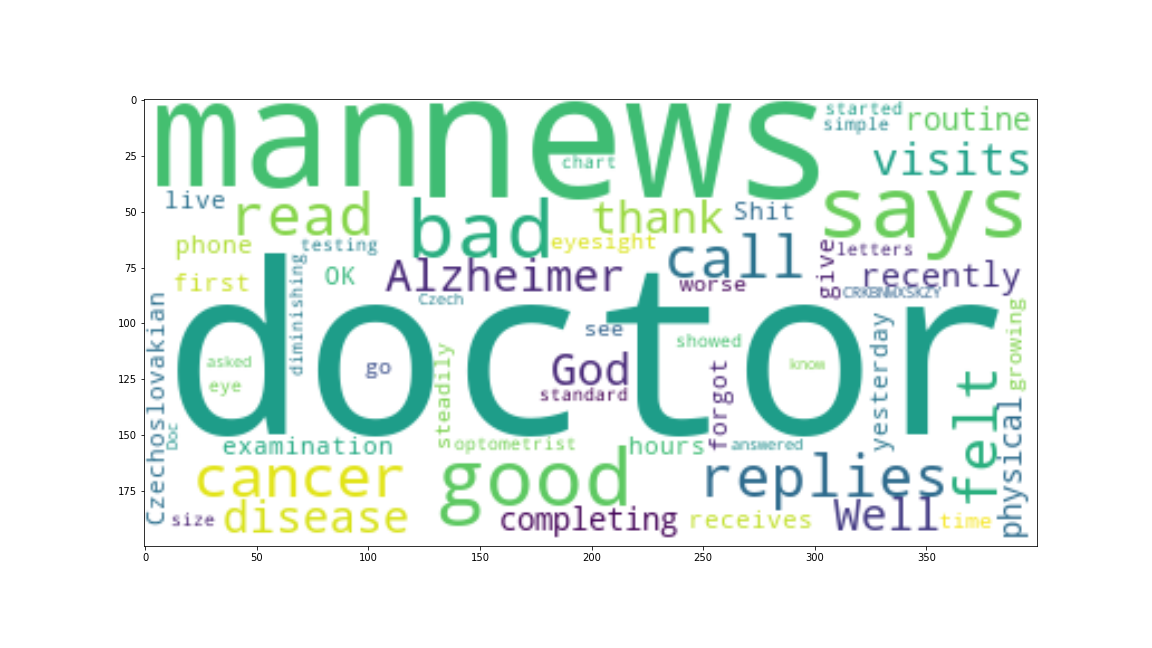 0
25
50
75
100
125
150
175
0
50
100
150
200
250
300
350
man
news
chart
started
simple
routine
visits
live
read
bad
thank
Shit
says
phone
testing
eyesight
call
give
letters
first
diminishing
OK
Alzheimer
Czech
worse
recently
CRKBNWXSKZY
Czechoslovakian
doctor
asked
eye
go
steadily
see
God
standard
showed
forgot
know
yesterday
growing
felt
physical
Doc
examination
optometrist
hours
answered
cancer
good
replies
size
disease
completing
receives
Well
time